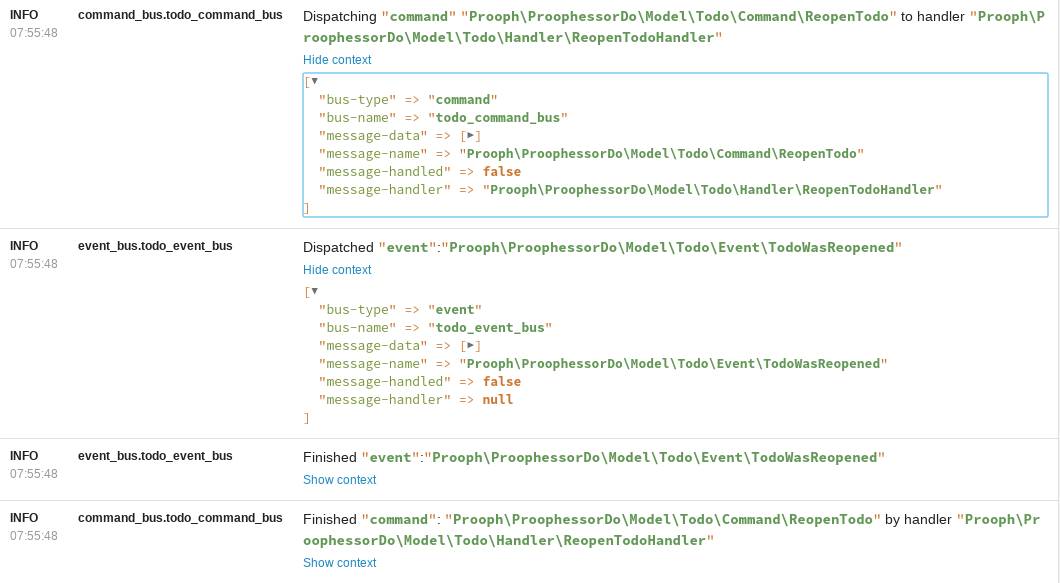 INFO command_bus.todo_command_bus Dispatching "command" "Prooph\ProophessorDo\Model\Todo\Command\ReopenTodo" to handler "Prooph\P
07:55:48 roophessorDo\Model\Todo\Handler\ReopenTodoHandler"
Hide context
[▼
"bus-type" => "command"
"bus-name" => "todo_command_bus"
"message-data" => [▶]
"message-name" => "Prooph\ProophessorDo\Model\Todo\Command\ReopenTodo"
"message-handled" => false
"message-handler" => "Prooph\ProophessorDo\Model\Todo\Handler\ReopenTodoHandler"
]
INFO event_bus.todo_event_bus Dispatched "event":"Prooph\ProophessorDo\Model\Todo\Event\TodoWasReopened"
07:55:48 Hide context
[▼
"bus-type" => "event"
"bus-name" => "todo_event_bus"
"message-data" => [▶]
"message-name" => "Prooph\ProophessorDo\Model\Todo\Event\TodoWasReopened"
"message-handled" => false
"message-handler" => null
]
INFO event_bus.todo_event_bus Finished "event":"Prooph\ProophessorDo\Model\Todo\Event\TodoWasReopened"
07:55:48 Show context
INFO command_bus.todo_command_bus Finished "command": "Prooph\ProophessorDo\Model\Todo\Command\ReopenTodo" by handler "Prooph\Pr
07:55:48 oophessorDo\Model\Todo\Handler\ReopenTodoHandler"
Show context